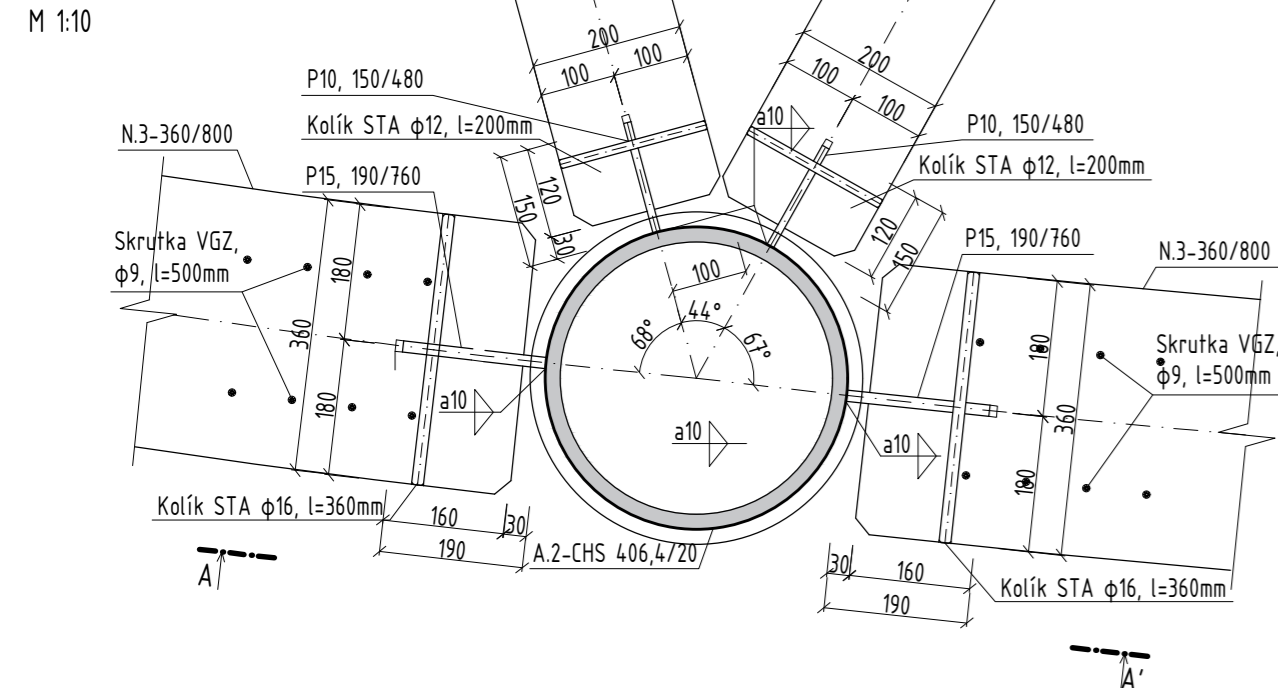 M 1:10
200
100
100
200
100
100
P10, 150/480
Kolík STA ϕ12, l=200mm
N.3-360/800
P15, 190/760
a10
P10, 150/480
Kolík STA ϕ12, l=200mm
120
150
30
120
150
P15, 190/760
N.3-360/800
Skrutka VGZ,
ϕ9, l=500mm
180
360
180
100
68°
44°
67°
180
360
180
Skrutka VGZ,
ϕ9, l=500mm
a10
a10
a10
Kolík STA ϕ16, l=360mm
160
30
190
A.2-CHS 406,4/20
30
160
190
Kolík STA ϕ16, l=360mm
A
A'